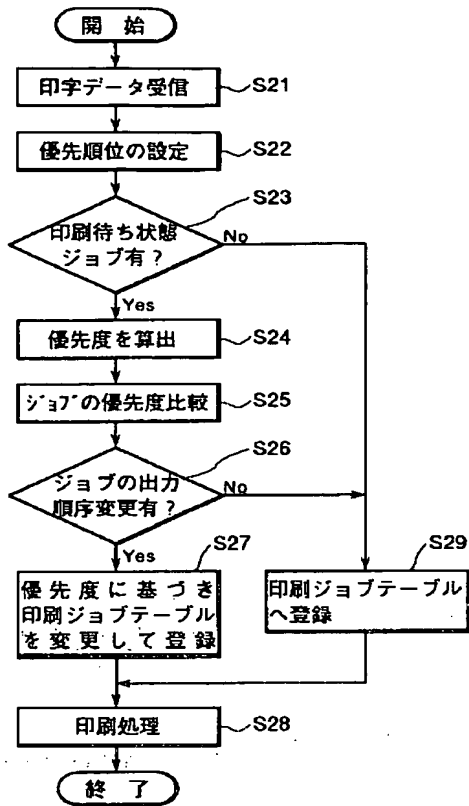 開 始
印字データ受信
S21
優先順位の設定
S22
S23
印刷待ち状態
ジョブ有?
No
Yes
優先度を算出
S24
ジョブの優先度比較
S25
S26
ジョブの出力
順序変更有?
No
Yes
S27
優先度に基づき
印刷ジョブテーブル
を変更して登録
S29
印刷ジョブテーブル
へ登録
印刷処理
S28
終 了